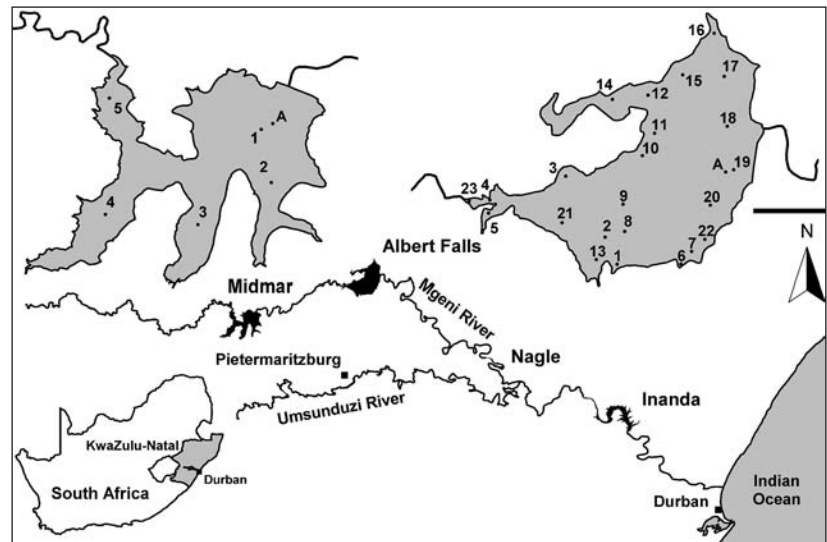 16
5
14
12
15
17
A
1
11
18
10
2
3
A
19
23
4
9
20
4
3
5
21
2
8
22
7
13
1
6
N
Albert Falls
Midmar
Mgeni River
Pietermaritzburg
Nagle
Umsunduzi River
Inanda
KwaZulu-Natal
Durban
South Africa
Indian
Ocean
Durban